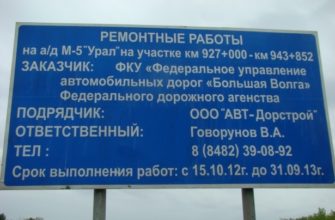 РЕМОНТНЫЕ РАБОТЫ
на а/д М-5"Урал"на участке км 927+000 - км 943+852
ЗАКАЗЧИК: ФКУ «Федеральное управление
автомобильных дорог «Большая Волга»
Федерального дорожного агенства
ПОДРЯДЧИК: ООО"АВТ-Дорстрой"
ОТВЕТСТВЕННЫЙ: Говорунов В.А.
ТЕЛ : 8 (8482) 39-08-92
Срок выполнения работ: с 15.10.12г. до 31.09.13г.